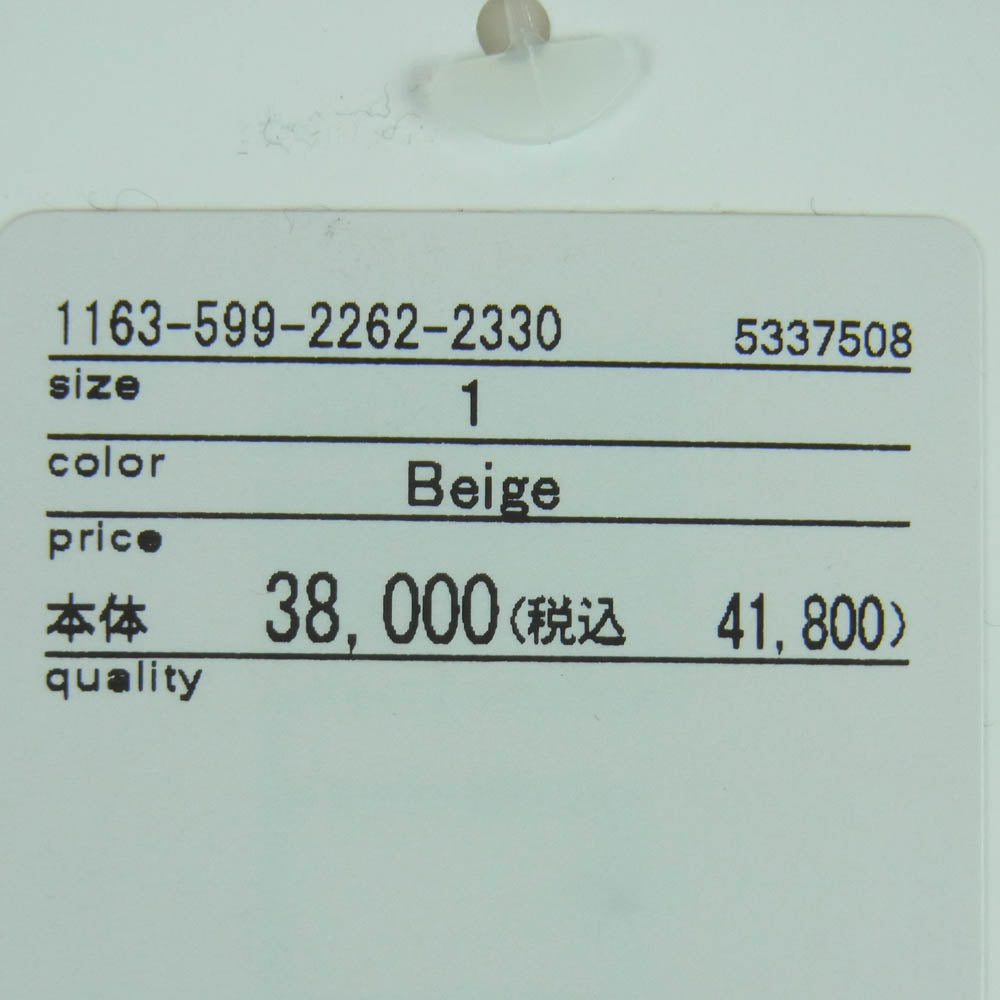 1163-599-2262-2330 5337508
size 1
color Beige
price
本体 38,000(税込 41,800)
quality